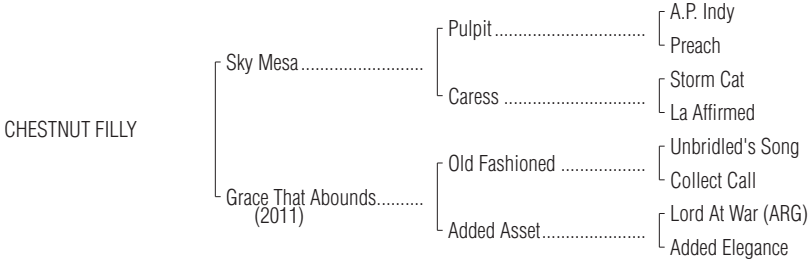 A.P. Indy
Pulpit
Preach
Sky Mesa
Storm Cat
Caress
La Affirmed
CHESTNUT FILLY
Unbridled's Song
Old Fashioned
Collect Call
Grace That Abounds
(2011)
Lord At War (ARG)
Added Asset
Added Elegance